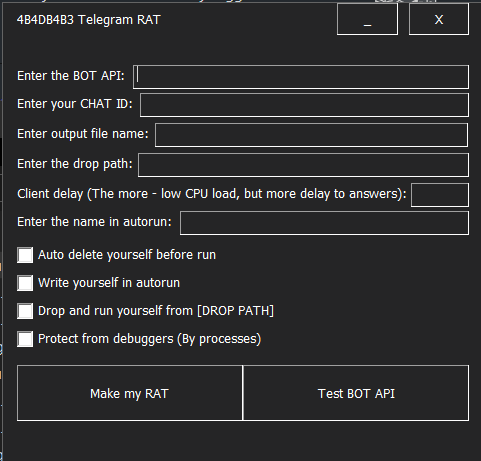 4B4DB4B3 Telegram RAT
_
X
Enter the BOT API:
Enter your CHAT ID:
Enter output file name:
Enter the drop path:
Client delay (The more - low CPU load, but more delay to answers):
Enter the name in autorun:
Auto delete yourself before run
Write yourself in autorun
Drop and run yourself from [DROP PATH]
Protect from debuggers (By processes)
Make my RAT
Test BOT API